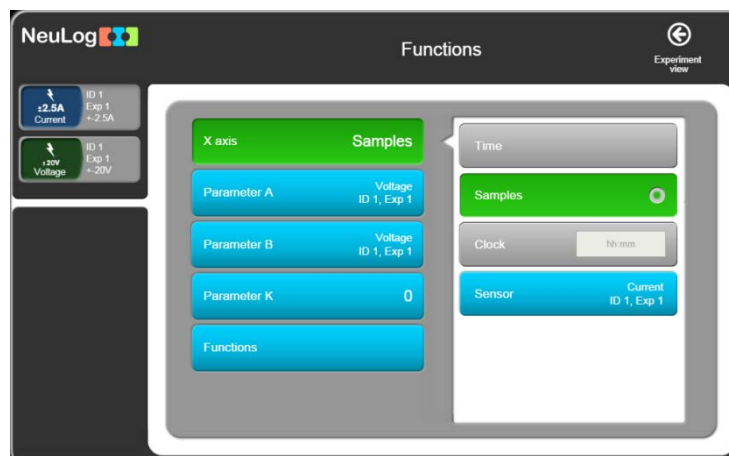 NeuLog
Functions
Experiment
view
±2.5A
Current
ID 1
Exp 1
+-2.5A
±20V
Voltage
ID 1
Exp 1
+-20V
X axis Samples
Parameter A Voltage
ID 1, Exp 1
Parameter B Voltage
ID 1, Exp 1
Parameter K 0
Functions
Time
Samples
Clock hh:mm
Sensor Current
ID 1, Exp 1